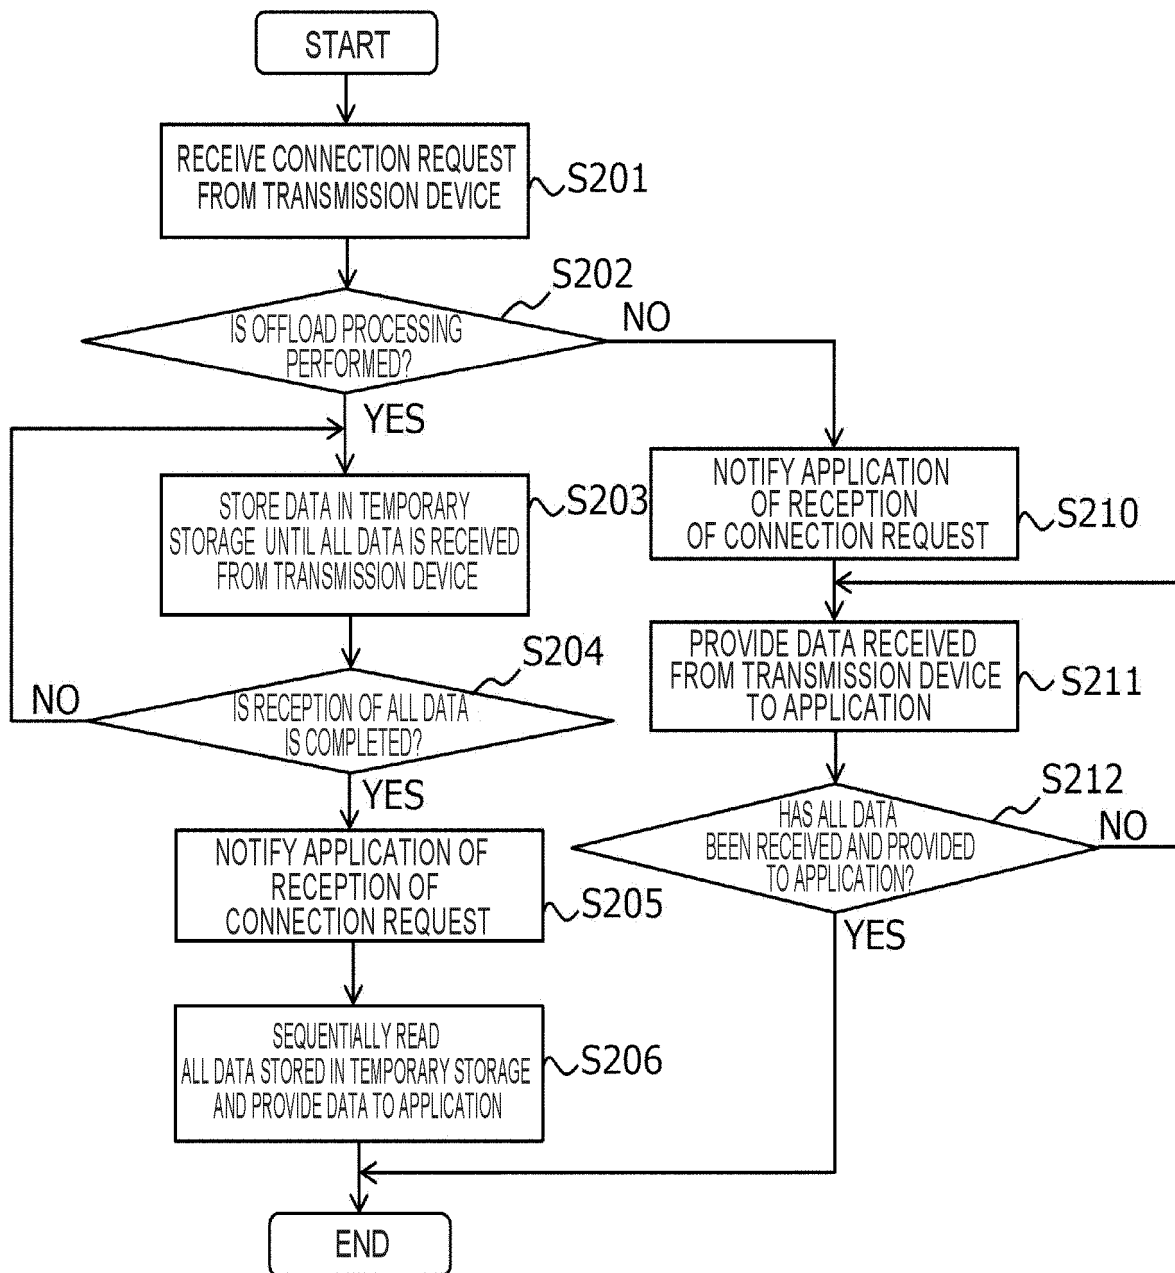 START
RECEIVE CONNECTION REQUEST
FROM TRANSMISSION DEVICE
S201
S202
IS OFFLOAD PROCESSING
PERFORMED?
NO
YES
STORE DATA IN TEMPORARY
STORAGE UNTIL ALL DATA IS RECEIVED
FROM TRANSMISSION DEVICE
S203
NOTIFY APPLICATION
OF RECEPTION
OF CONNECTION REQUEST
S210
S204
IS RECEPTION OF ALL DATA
IS COMPLETED?
NO
YES
PROVIDE DATA RECEIVED
FROM TRANSMISSION DEVICE
TO APPLICATION
S211
S212
HAS ALL DATA
BEEN RECEIVED AND PROVIDED
TO APPLICATION?
NO
YES
NOTIFY APPLICATION OF
RECEPTION OF
CONNECTION REQUEST
S205
SEQUENTIALLY READ
ALL DATA STORED IN TEMPORARY STORAGE
AND PROVIDE DATA TO APPLICATION
S206
END